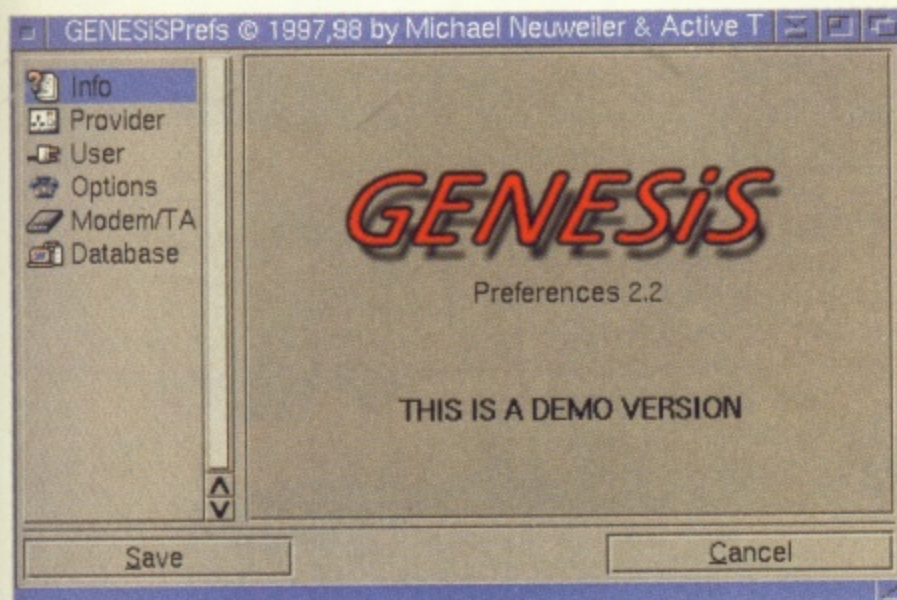 GENESiSPrefs © 1997,98 by Michael Neuweiler & Active T
Info
Provider
User
Options
Modem/TA
Database
GENESiS
Preferences 2.2
THIS IS A DEMO VERSION
Save
Cancel